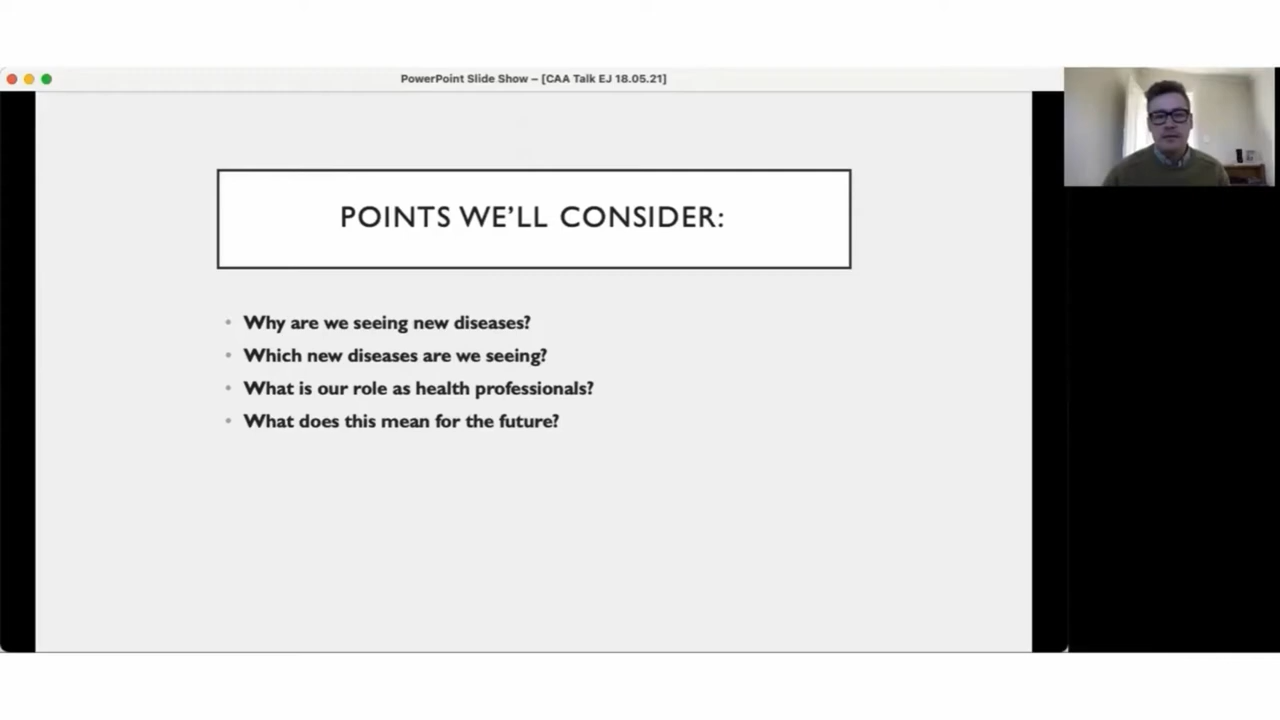 PowerPoint Slide Show – [CAA Talk EJ 18.05.21]
POINTS WE’LL CONSIDER:
• Why are we seeing new diseases?
• Which new diseases are we seeing?
• What is our role as health professionals?
• What does this mean for the future?